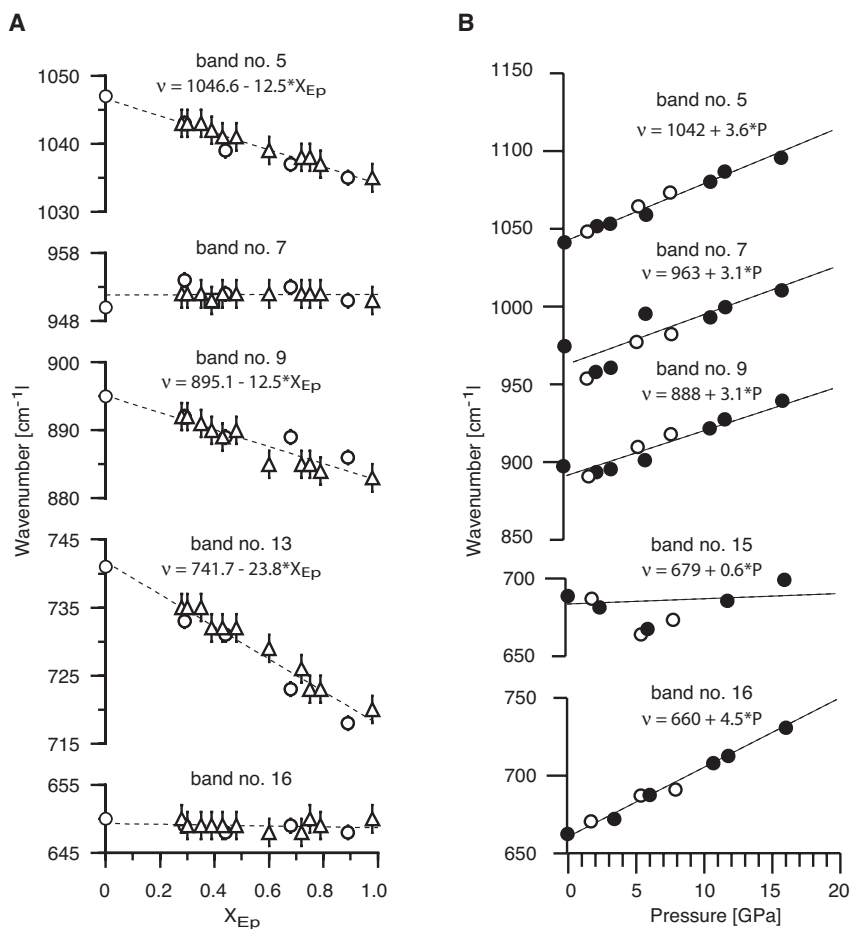 A
band no. 5
ν = 1046.6 - 12.5*X_Ep
1050
1040
1030
band no. 7
958
948
band no. 9
ν = 895.1 - 12.5*X_Ep
900
890
880
band no. 13
ν = 741.7 - 23.8*X_Ep
745
735
725
715
band no. 16
655
645
0 0.2 0.4 0.6 0.8 1.0
X_Ep
Wavenumber [cm⁻¹]
B
1150
band no. 5
ν = 1042 + 3.6*P
1100
1050
band no. 7
ν = 963 + 3.1*P
1000
950
band no. 9
ν = 888 + 3.1*P
900
850
band no. 15
ν = 679 + 0.6*P
700
650
band no. 16
ν = 660 + 4.5*P
750
700
650
0 5 10 15 20
Pressure [GPa]
Wavenumber [cm⁻¹]